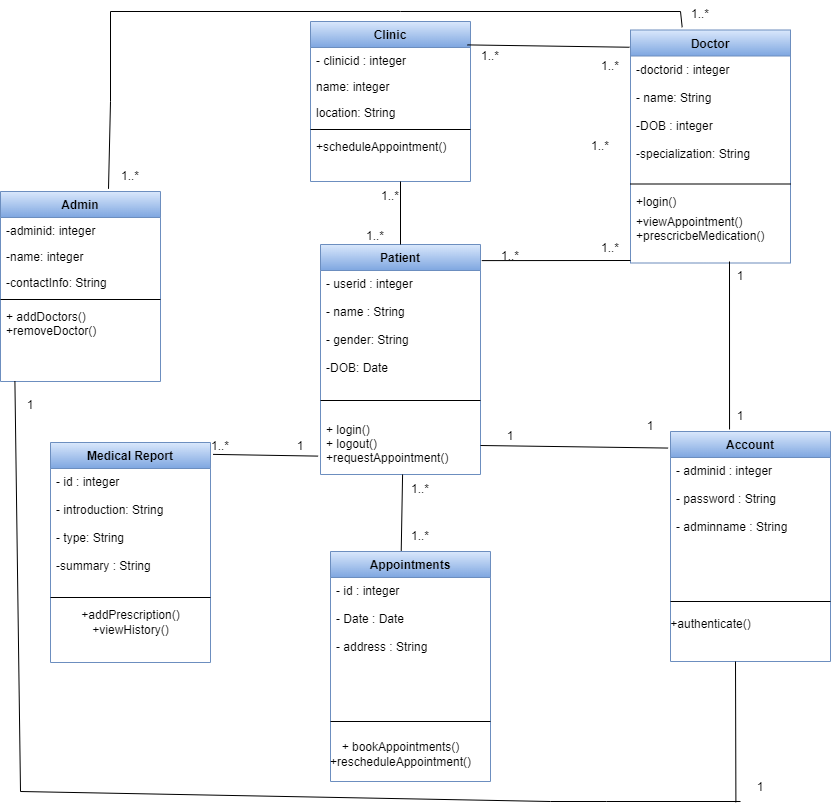 1..*
Clinic
- clinicid : integer
name: integer
location: String
+scheduleAppointment()
1..*
1..*
Doctor
-doctorid : integer
- name: String
-DOB : integer
-specialization: String
+login()
+viewAppointment()
+prescricbeMedication()
1..*
1..*
Admin
-adminid: integer
-name: integer
-contactInfo: String
+ addDoctors()
+removeDoctor()
1..*
1..*
Patient
- userid : integer
- name : String
- gender: String
-DOB: Date
+ login()
+ logout()
+requestAppointment()
1..*
1..*
1
1
1
1
1
Account
- adminid : integer
- password : String
- adminname : String
+authenticate()
1..*
1
Medical Report
- id : integer
- introduction: String
- type: String
-summary : String
+addPrescription()
+viewHistory()
1..*
1..*
Appointments
- id : integer
- Date : Date
- address : String
+ bookAppointments()
+rescheduleAppointment()
1